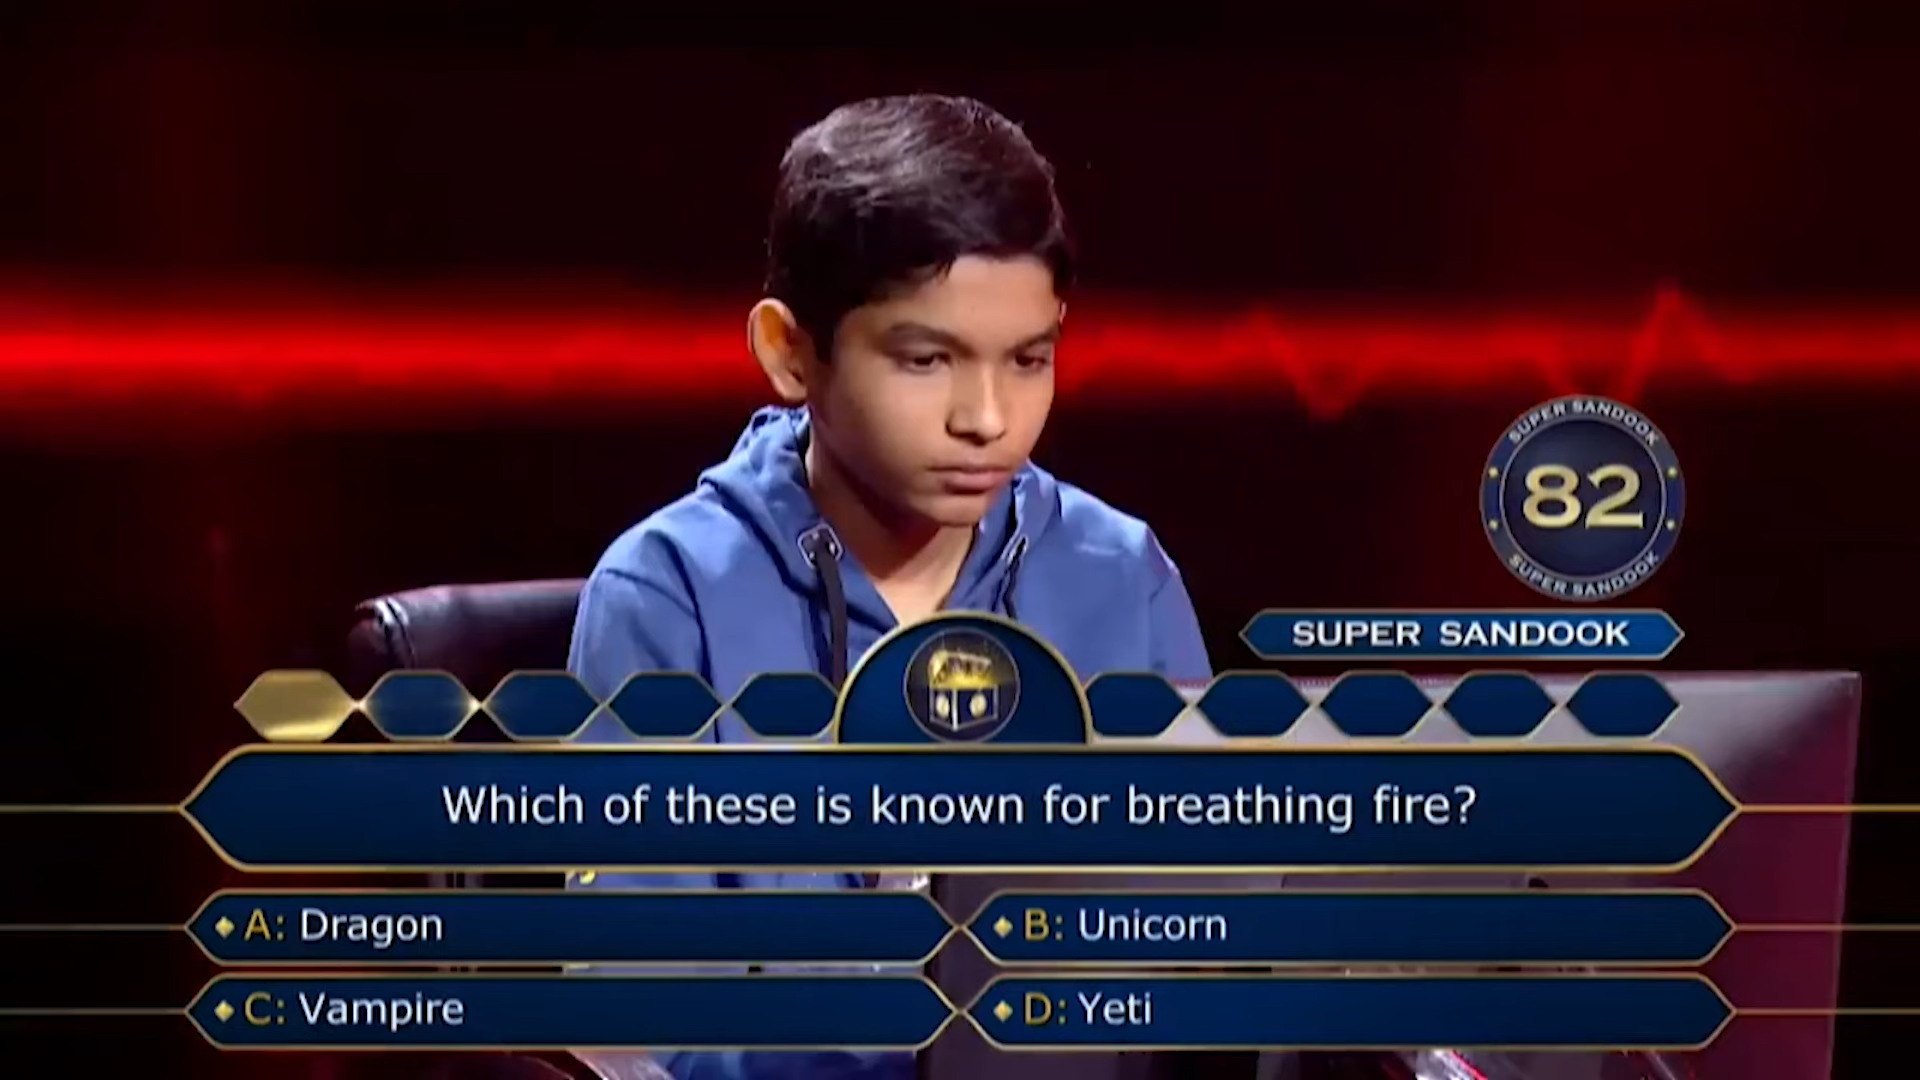 SUPER SANDOOK
82
SUPER SANDOOK
SUPER SANDOOK
Which of these is known for breathing fire?
A: Dragon
B: Unicorn
C: Vampire
D: Yeti